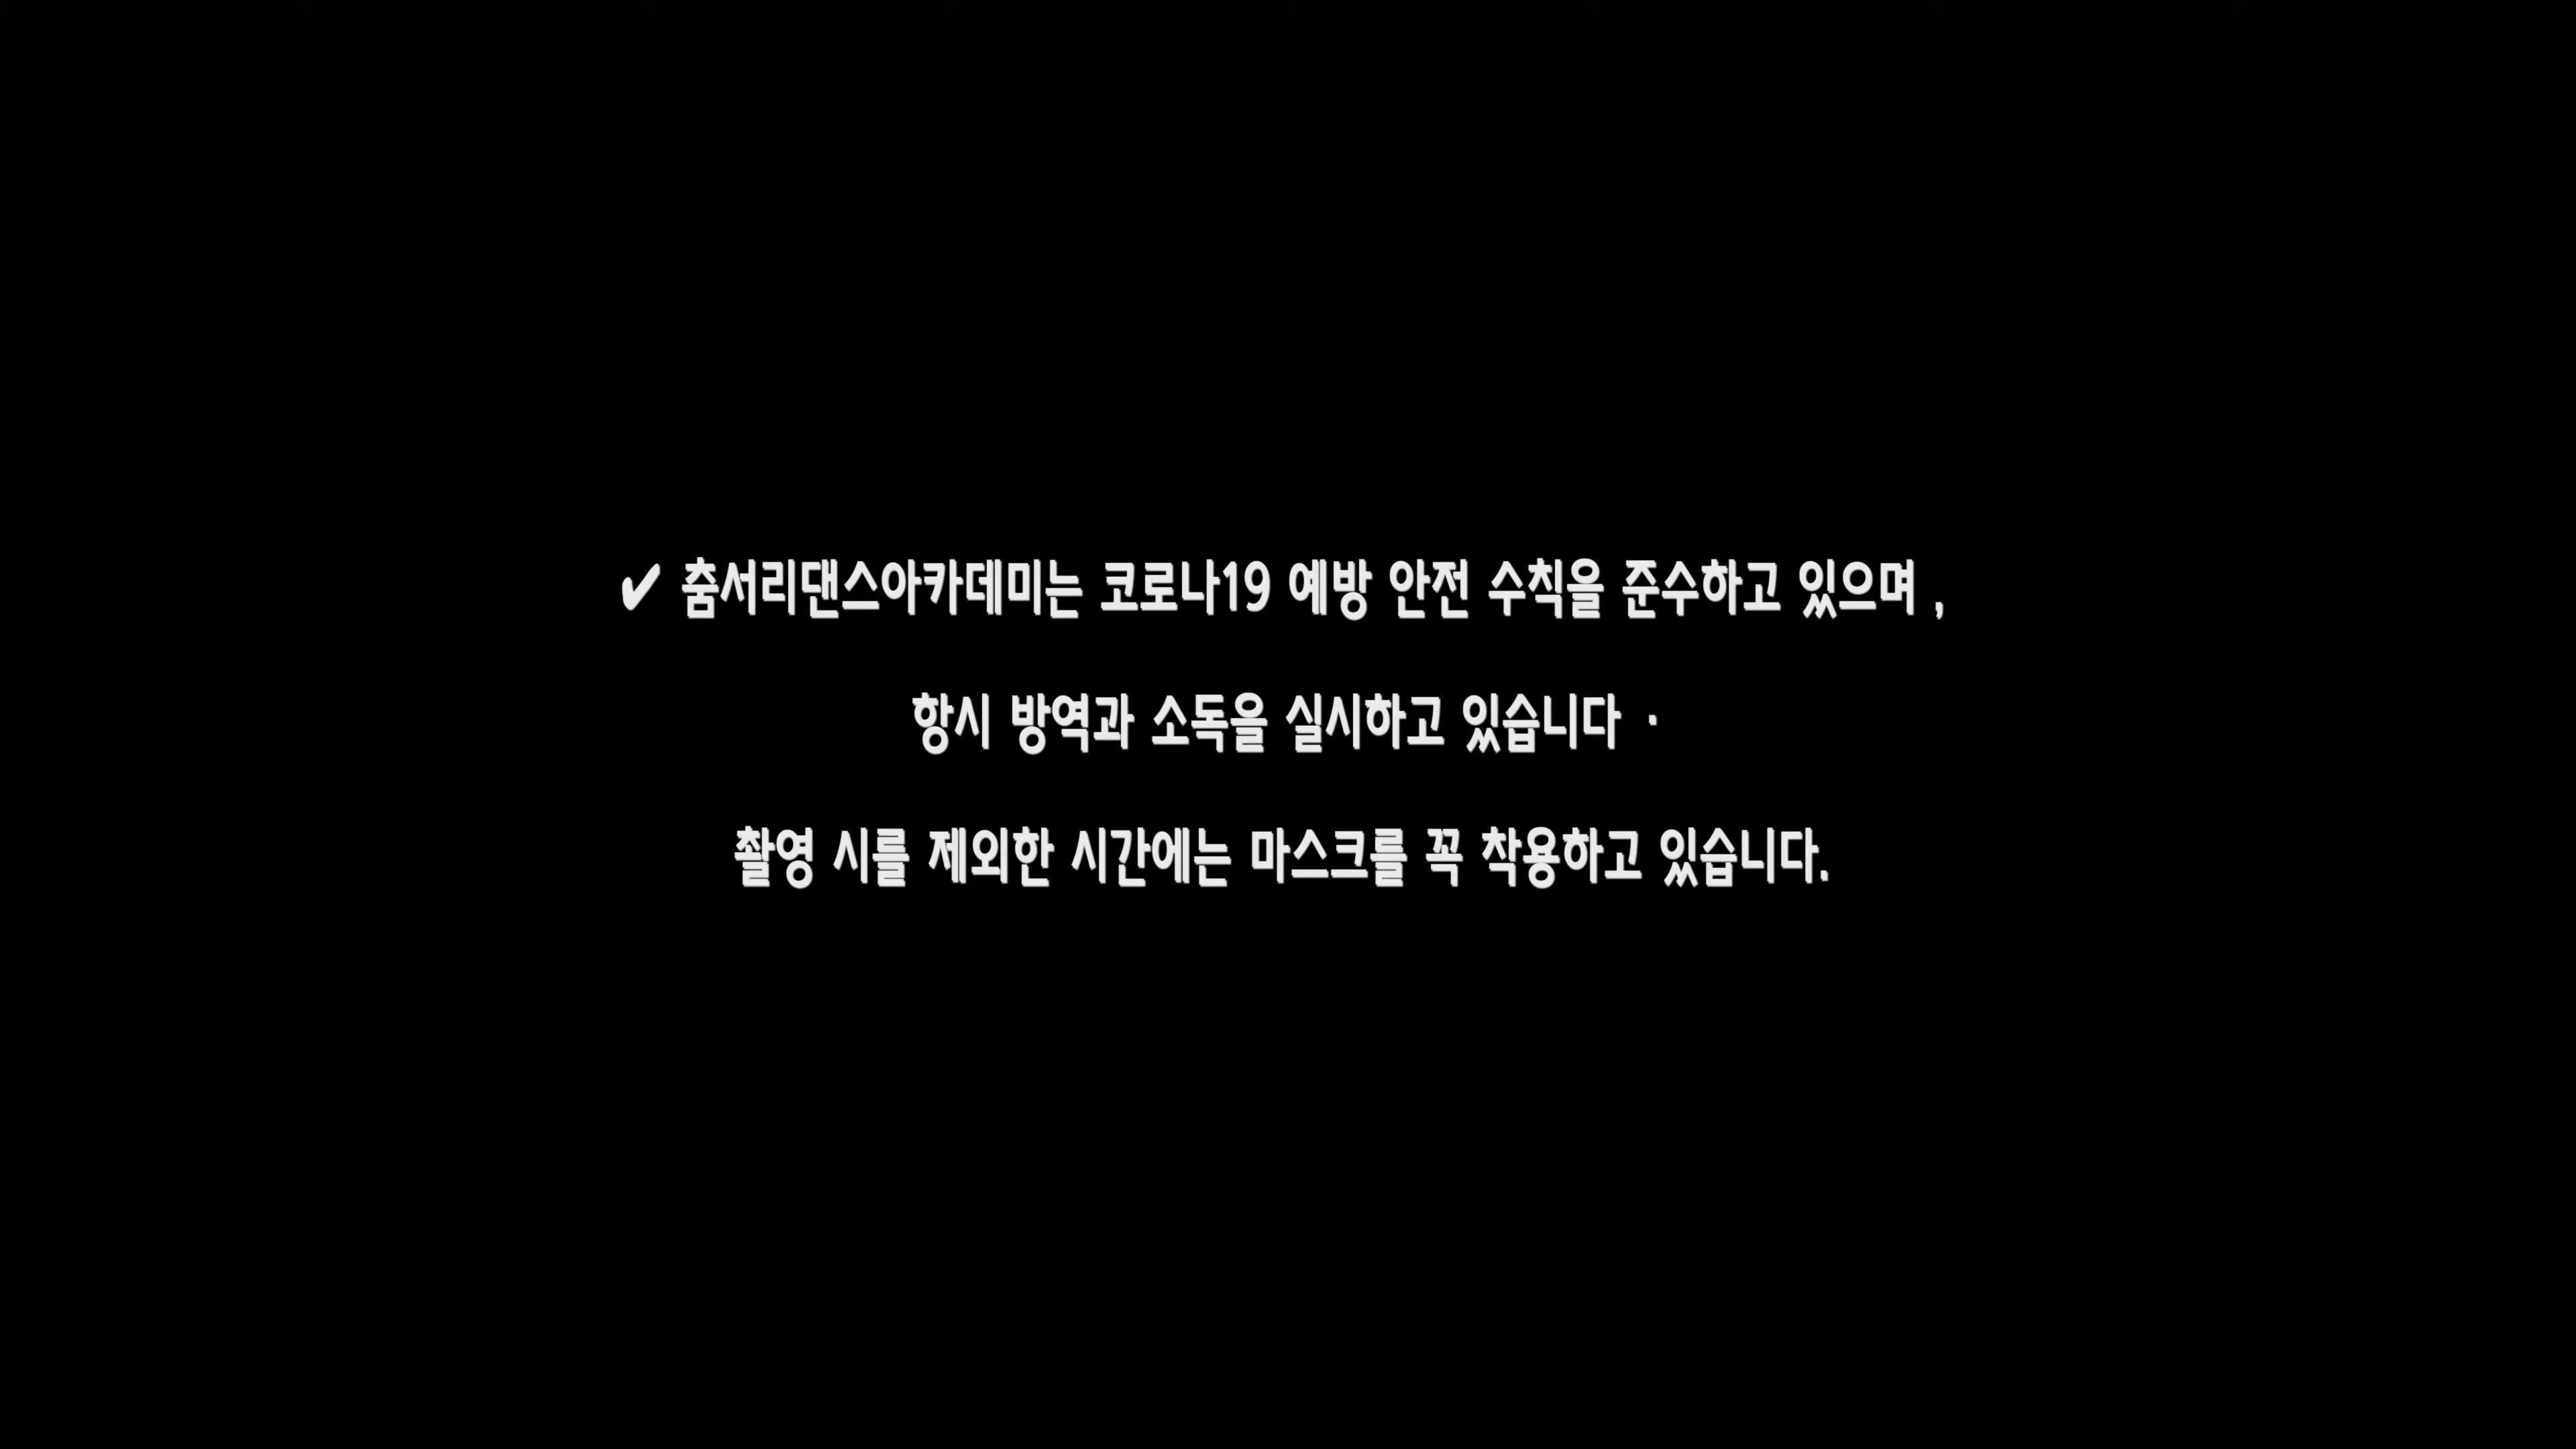 ✔ 춤서리댄스아카데미는 코로나19 예방 안전 수칙을 준수하고 있으며 ,
항시 방역과 소독을 실시하고 있습니다 ·
촬영 시를 제외한 시간에는 마스크를 꼭 착용하고 있습니다.